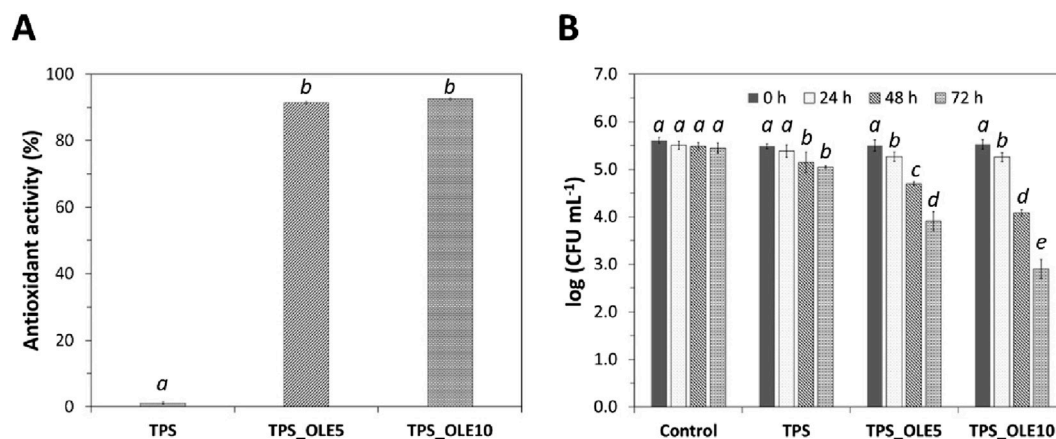 A
Antioxidant activity (%)
100
80
60
40
20
0
a
b
b
TPS
TPS_OLE5
TPS_OLE10
B
log (CFU mL⁻¹)
7.0
6.0
5.0
4.0
3.0
2.0
1.0
0.0
0 h 24 h 48 h 72 h
a a a a
a a b b
a b c d
a b d e
Control
TPS
TPS_OLE5
TPS_OLE10